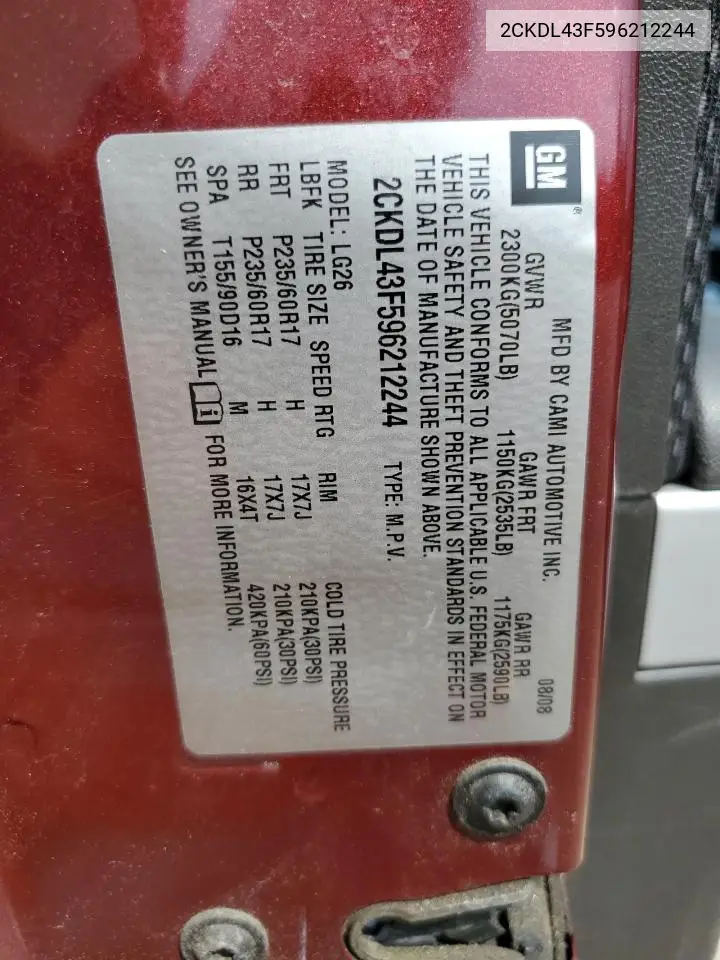 2CKDL43F596212244
GM®
MFD BY CAMI AUTOMOTIVE INC. 08/08
GVWR GAWR FRT GAWR RR
2300KG(5070LB) 1150KG(2535LB) 1175KG(2590LB)
THIS VEHICLE CONFORMS TO ALL APPLICABLE U.S. FEDERAL MOTOR
VEHICLE SAFETY AND THEFT PREVENTION STANDARDS IN EFFECT ON
THE DATE OF MANUFACTURE SHOWN ABOVE.
2CKDL43F596212244 TYPE: M.P.V.
MODEL: LG26
LBFK TIRE SIZE SPEED RTG RIM COLD TIRE PRESSURE
FRT P235/60R17 H 17X7J 210KPA(30PSI)
RR P235/60R17 H 17X7J 210KPA(30PSI)
SPA T155/90D16 M 16X4T 420KPA(60PSI)
SEE OWNER'S MANUAL FOR MORE INFORMATION.